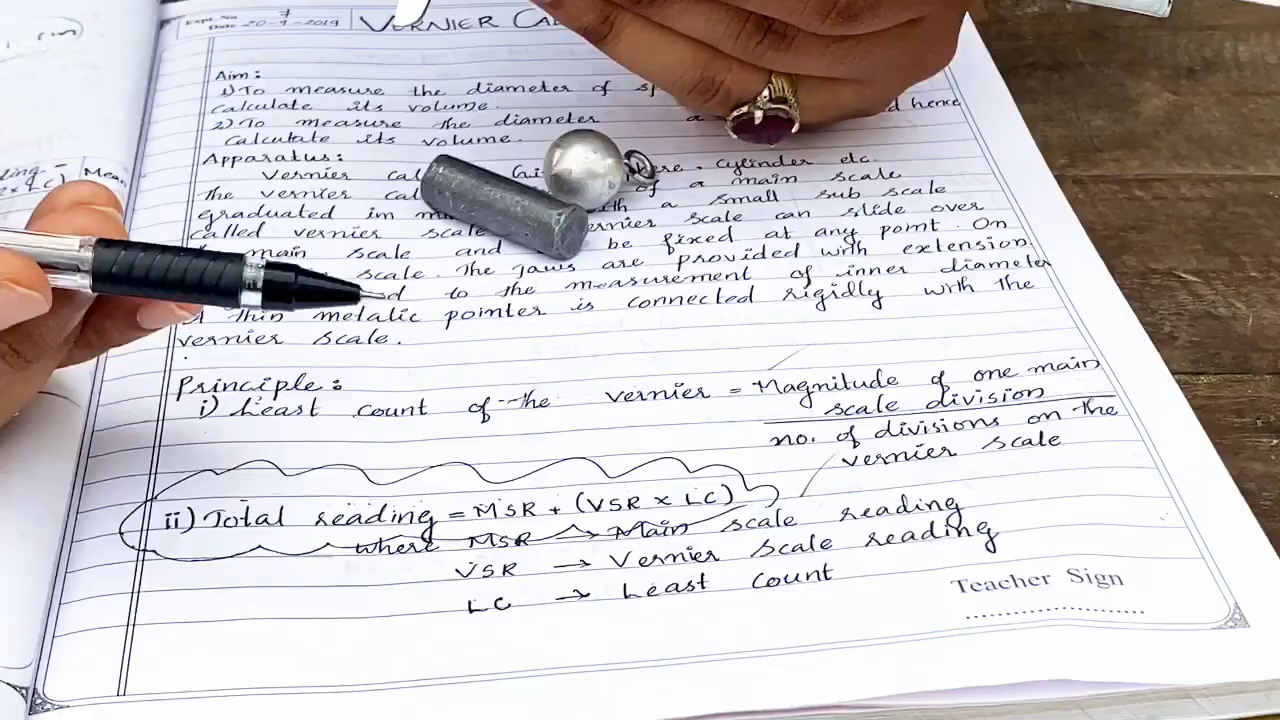 Expt. No 7
Date 20-9-2019
VERNIER CA
Aim:
1) To measure the diameter of
calculate its volume.
2) To measure the diameter a hence
calculate its volume.
Apparatus:
Vernier cylinder etc.
the vernier of a main scale
graduated in with a small sub scale
called vernier scale scale can slide over
main scale and be fixed at any point. On
scale. The jaws are provided with extension
to the measurement of inner diameter
A thin metalic pointer is connected rigidly with the
vernier scale.
Principle:
i) Least count of the vernier = Magnitude of one main
scale division
no. of divisions on the
vernier scale
ii) Total reading = MSR + (VSR x LC)
where MSR → Main scale reading
VSR → Vernier scale reading
LC → Least count
Teacher Sign